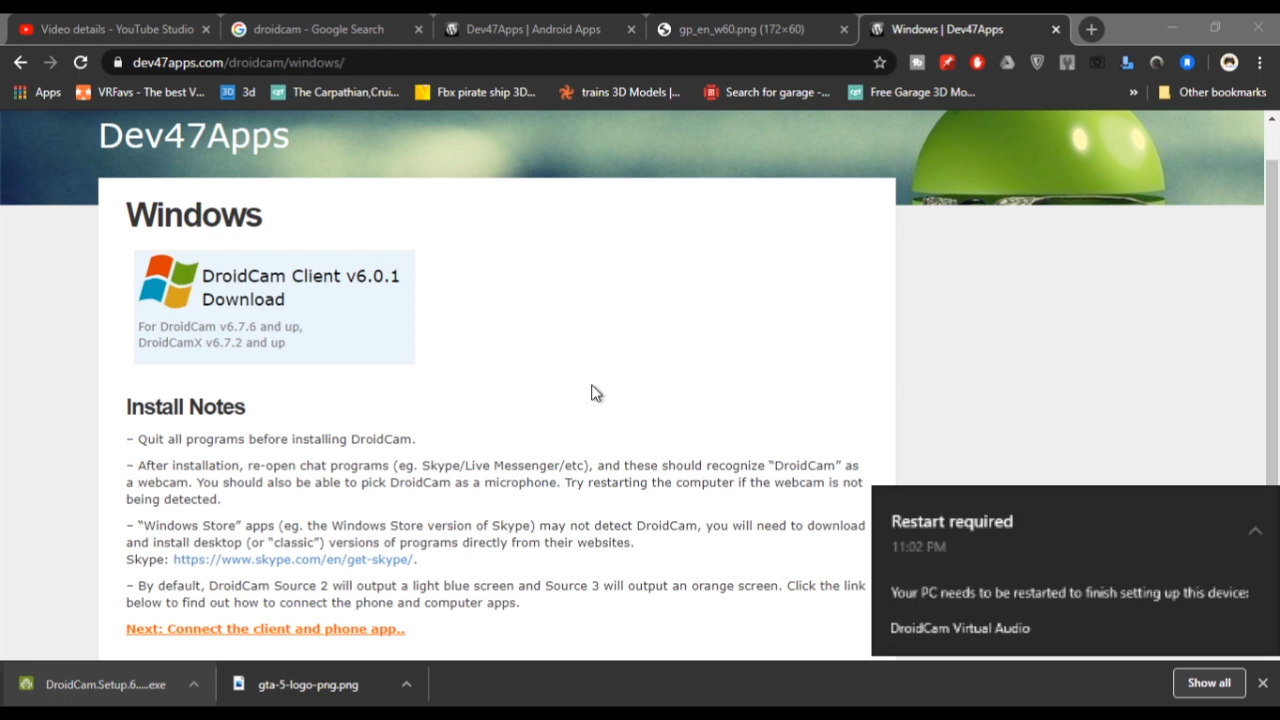 Video details - YouTube Studio
droidcam - Google Search
Dev47Apps | Android Apps
gp_en_w60.png (172×60)
Windows | Dev47Apps
dev47apps.com/droidcam/windows/
Apps
VRFavs - The best V...
3D
3d
The Carpathian,Crui...
Fbx pirate ship 3D...
trains 3D Models |...
Search for garage -...
Free Garage 3D Mo...
»
Other bookmarks
Dev47Apps
Windows
DroidCam Client v6.0.1
Download
For DroidCam v6.7.6 and up,
DroidCamX v6.7.2 and up
Install Notes
– Quit all programs before installing DroidCam.
– After installation, re-open chat programs (eg. Skype/Live Messenger/etc), and these should recognize “DroidCam” as
a webcam. You should also be able to pick DroidCam as a microphone. Try restarting the computer if the webcam is not
being detected.
– “Windows Store” apps (eg. the Windows Store version of Skype) may not detect DroidCam, you will need to download
and install desktop (or “classic”) versions of programs directly from their websites.
Skype: https://www.skype.com/en/get-skype/.
– By default, DroidCam Source 2 will output a light blue screen and Source 3 will output an orange screen. Click the link
below to find out how to connect the phone and computer apps.
Next: Connect the client and phone app..
Restart required
11:02 PM
Your PC needs to be restarted to finish setting up this device:
DroidCam Virtual Audio
DroidCam.Setup.6.....exe
gta-5-logo-png.png
Show all